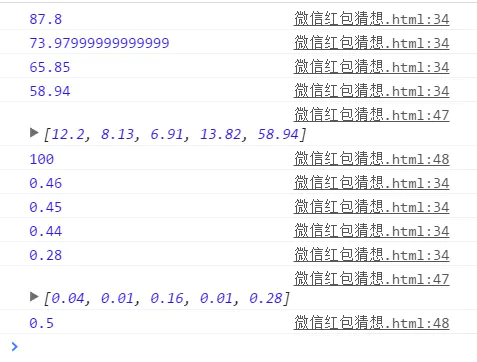 87.8 微信红包猜想.html:34
73.97999999999999 微信红包猜想.html:34
65.85 微信红包猜想.html:34
58.94 微信红包猜想.html:34
微信红包猜想.html:47
[12.2, 8.13, 6.91, 13.82, 58.94]
100 微信红包猜想.html:48
0.46 微信红包猜想.html:34
0.45 微信红包猜想.html:34
0.44 微信红包猜想.html:34
0.28 微信红包猜想.html:34
微信红包猜想.html:47
[0.04, 0.01, 0.16, 0.01, 0.28]
0.5 微信红包猜想.html:48